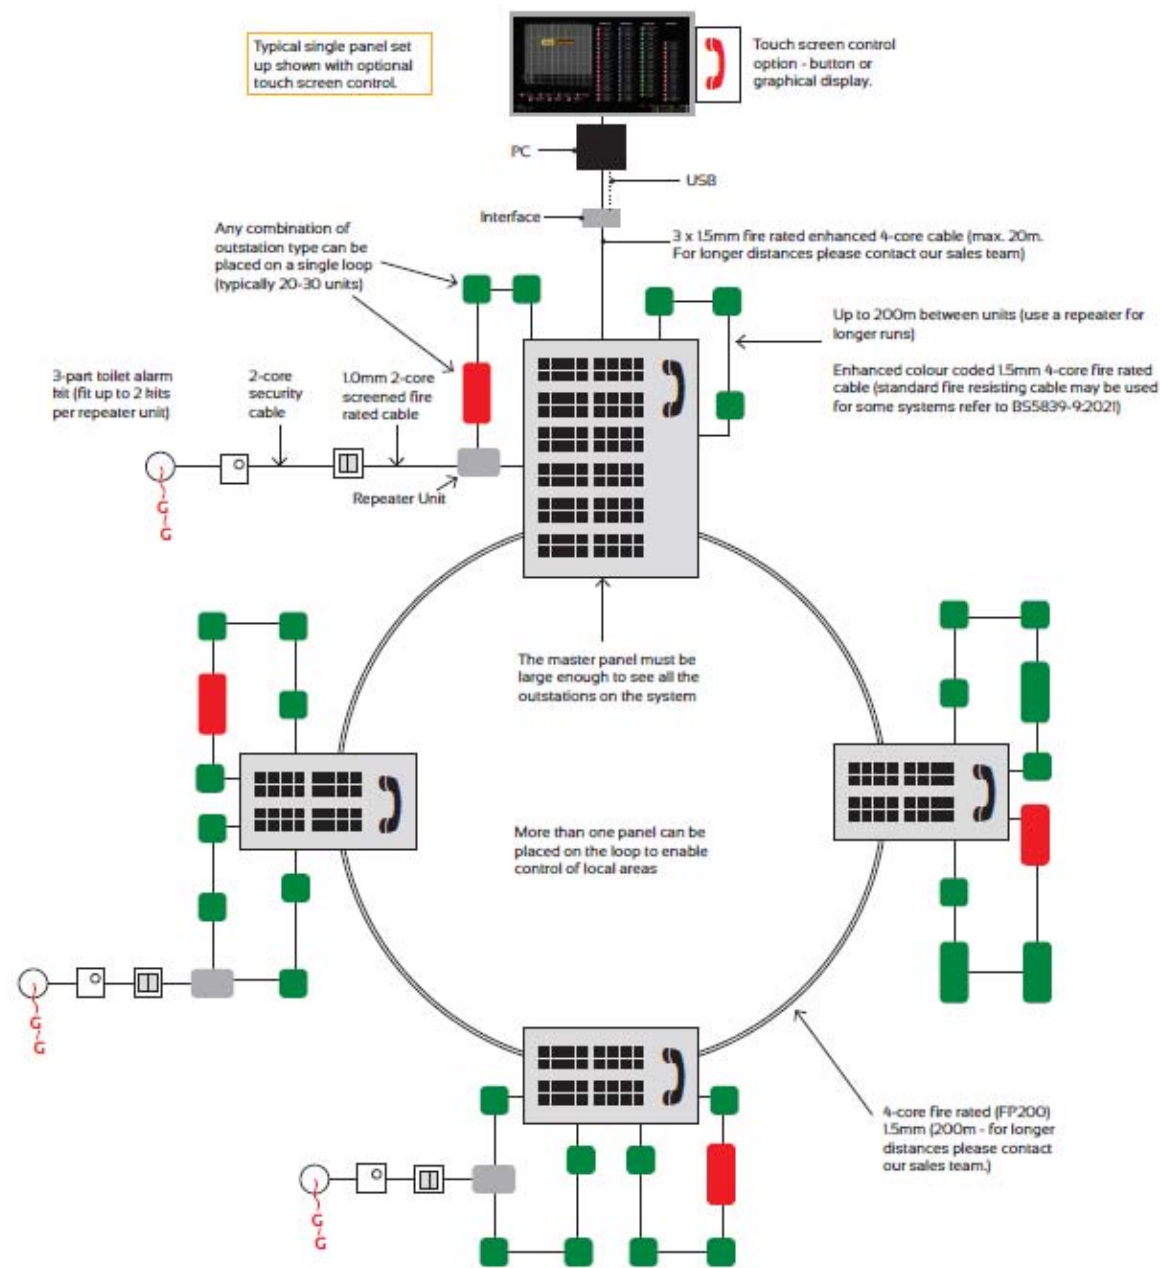 Typical single panel set
up shown with optional
touch screen control.
Touch screen control
option - button or
graphical display.
PC
USB
Interface
3 x 1.5mm fire rated enhanced 4-core cable (max. 20m.
For longer distances please contact our sales team)
Any combination of
outstation type can be
placed on a single loop
(typically 20-30 units)
Up to 200m between units (use a repeater for
longer runs)
Enhanced colour coded 1.5mm 4-core fire rated
cable (standard fire resisting cable may be used
for some systems refer to BS5839-9:2021)
3-part toilet alarm
kit (fit up to 2 kits
per repeater unit)
2-core
security
cable
1.0mm 2-core
screened fire
rated cable
Repeater Unit
The master panel must be
large enough to see all the
outstations on the system
More than one panel can be
placed on the loop to enable
control of local areas
4-core fire rated (FP200)
1.5mm (200m - for longer
distances please contact
our sales team.)